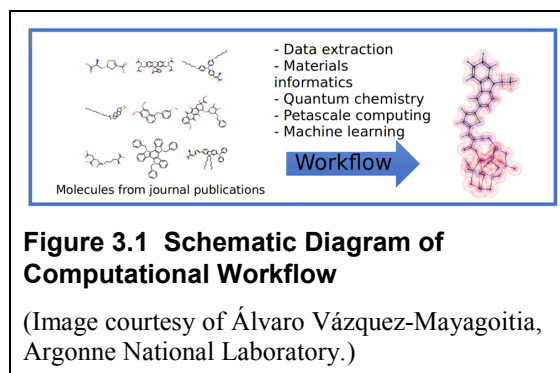 - Data extraction
- Materials
informatics
- Quantum chemistry
- Petascale computing
- Machine learning
Workflow
Molecules from journal publications
Figure 3.1 Schematic Diagram of
Computational Workflow
(Image courtesy of Álvaro Vázquez-Mayagoitia,
Argonne National Laboratory.)